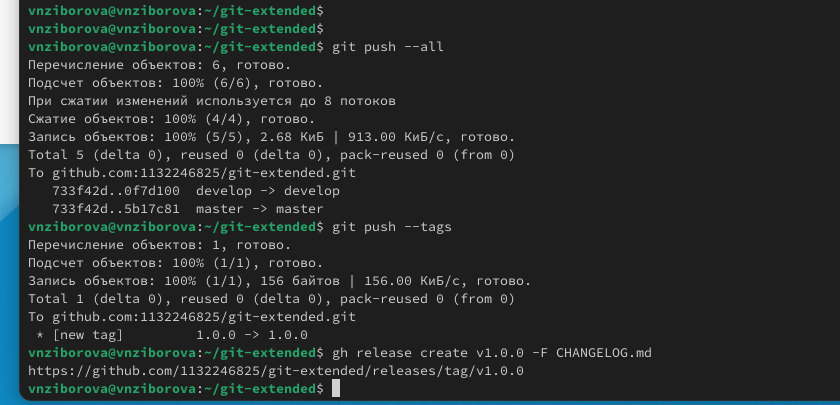 vnziborova@vnziborova:~/git-extended$
vnziborova@vnziborova:~/git-extended$
vnziborova@vnziborova:~/git-extended$ git push --all
Перечисление объектов: 6, готово.
Подсчет объектов: 100% (6/6), готово.
При сжатии изменений используется до 8 потоков
Сжатие объектов: 100% (4/4), готово.
Запись объектов: 100% (5/5), 2.68 КиБ | 913.00 КиБ/с, готово.
Total 5 (delta 0), reused 0 (delta 0), pack-reused 0 (from 0)
To github.com:1132246825/git-extended.git
   733f42d..0f7d100  develop -> develop
   733f42d..5b17c81  master -> master
vnziborova@vnziborova:~/git-extended$ git push --tags
Перечисление объектов: 1, готово.
Подсчет объектов: 100% (1/1), готово.
Запись объектов: 100% (1/1), 156 байтов | 156.00 КиБ/с, готово.
Total 1 (delta 0), reused 0 (delta 0), pack-reused 0 (from 0)
To github.com:1132246825/git-extended.git
 * [new tag]         1.0.0 -> 1.0.0
vnziborova@vnziborova:~/git-extended$ gh release create v1.0.0 -F CHANGELOG.md
https://github.com/1132246825/git-extended/releases/tag/v1.0.0
vnziborova@vnziborova:~/git-extended$